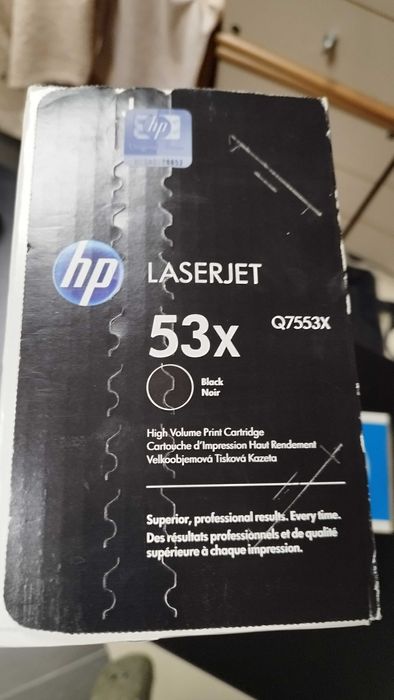 hp
hp
LASERJET
53x
Q7553X
Black
Noir
High Volume Print Cartridge
Cartouche d'Impression Haut Rendement
Velkoobjemová Tisková Kazeta
Superior, professional results. Every time.
Des résultats professionnels et de qualité
supérieure à chaque impression.